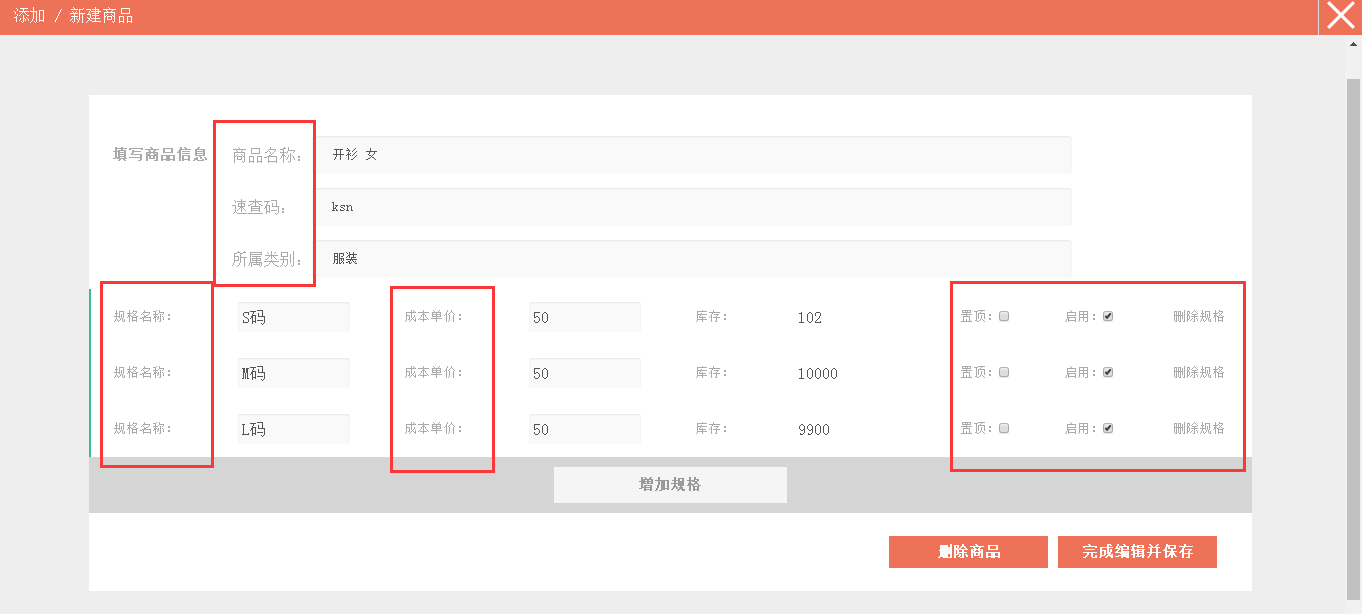 添加 / 新建商品
填写商品信息 商品名称： 开衫 女
速查码： ksn
所属类别： 服装
规格名称： S码 成本单价： 50 库存： 102 置顶： 启用： 删除规格
规格名称： M码 成本单价： 50 库存： 10000 置顶： 启用： 删除规格
规格名称： L码 成本单价： 50 库存： 9900 置顶： 启用： 删除规格
增加规格
删除商品 完成编辑并保存